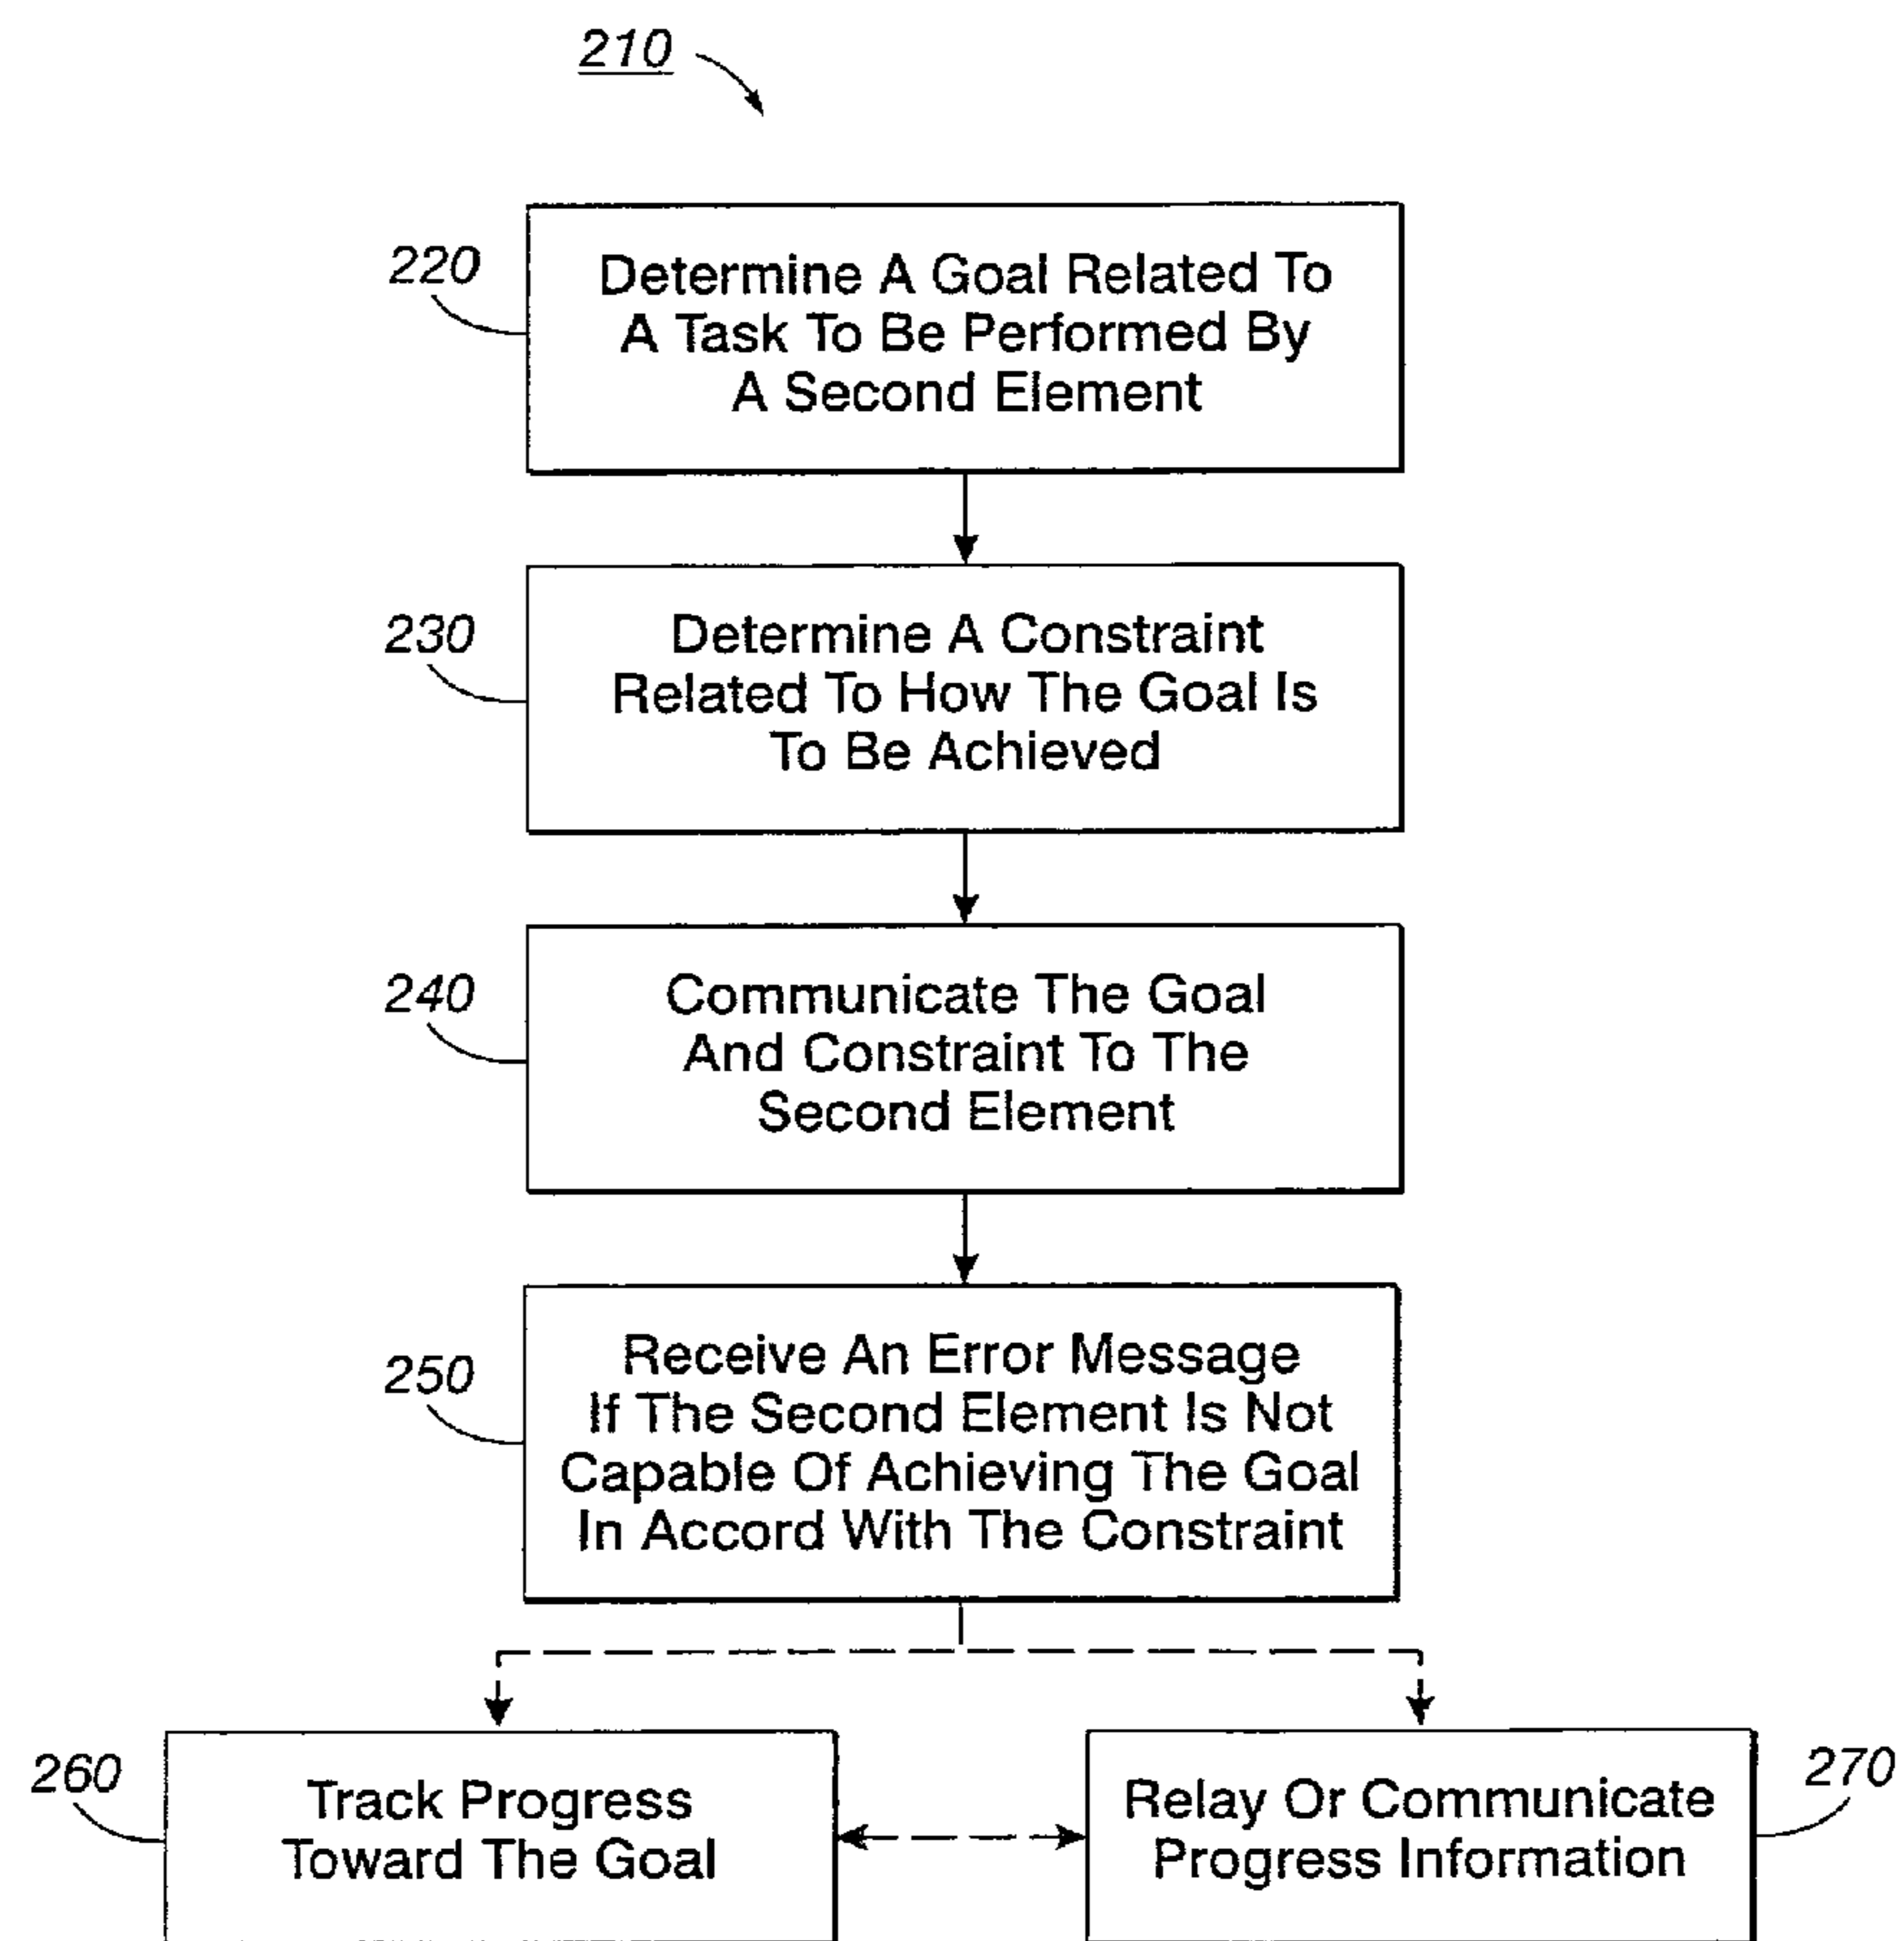 210
220
Determine A Goal Related To
A Task To Be Performed By
A Second Element
230
Determine A Constraint
Related To How The Goal Is
To Be Achieved
240
Communicate The Goal
And Constraint To The
Second Element
250
Receive An Error Message
If The Second Element Is Not
Capable Of Achieving The Goal
In Accord With The Constraint
260
Track Progress
Toward The Goal
270
Relay Or Communicate
Progress Information